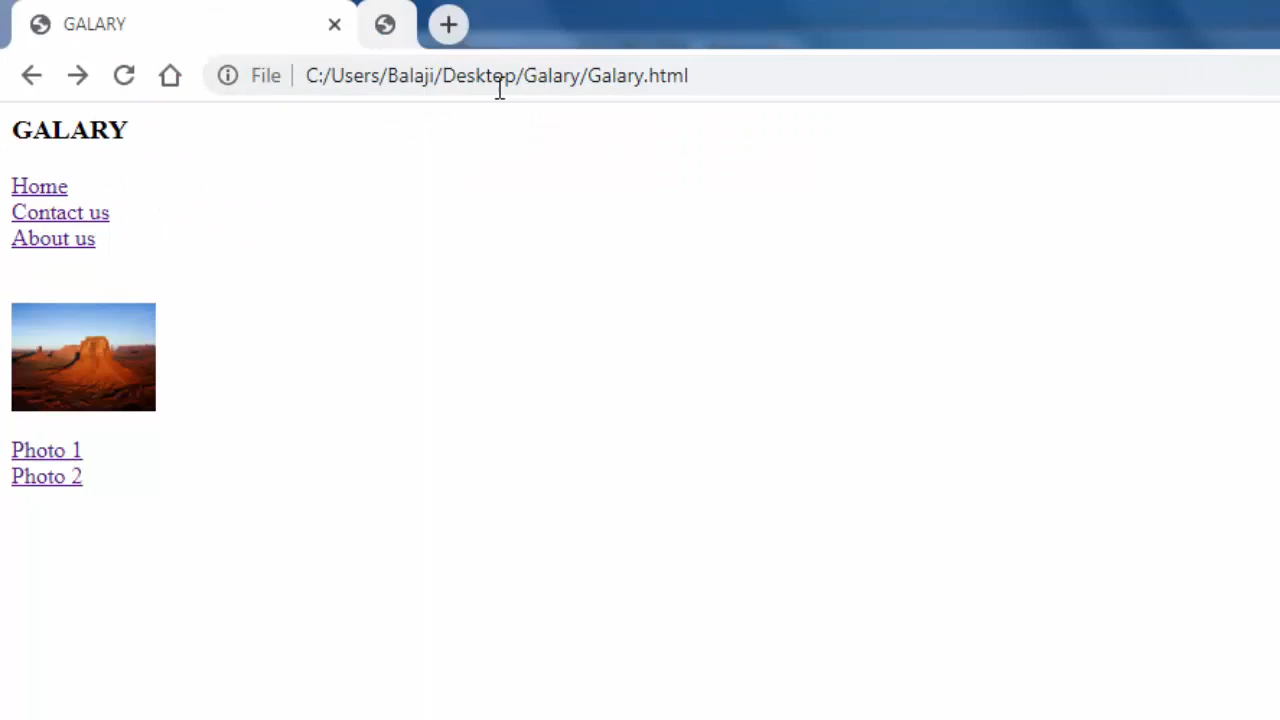 GALARY
File C:/Users/Balaji/Desktop/Galary/Galary.html
GALARY
Home
Contact us
About us
Photo 1
Photo 2